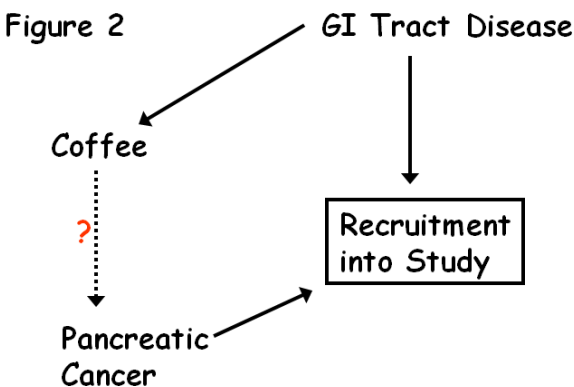 Figure 2
GI Tract Disease
Coffee
?
Recruitment
into Study
Pancreatic
Cancer